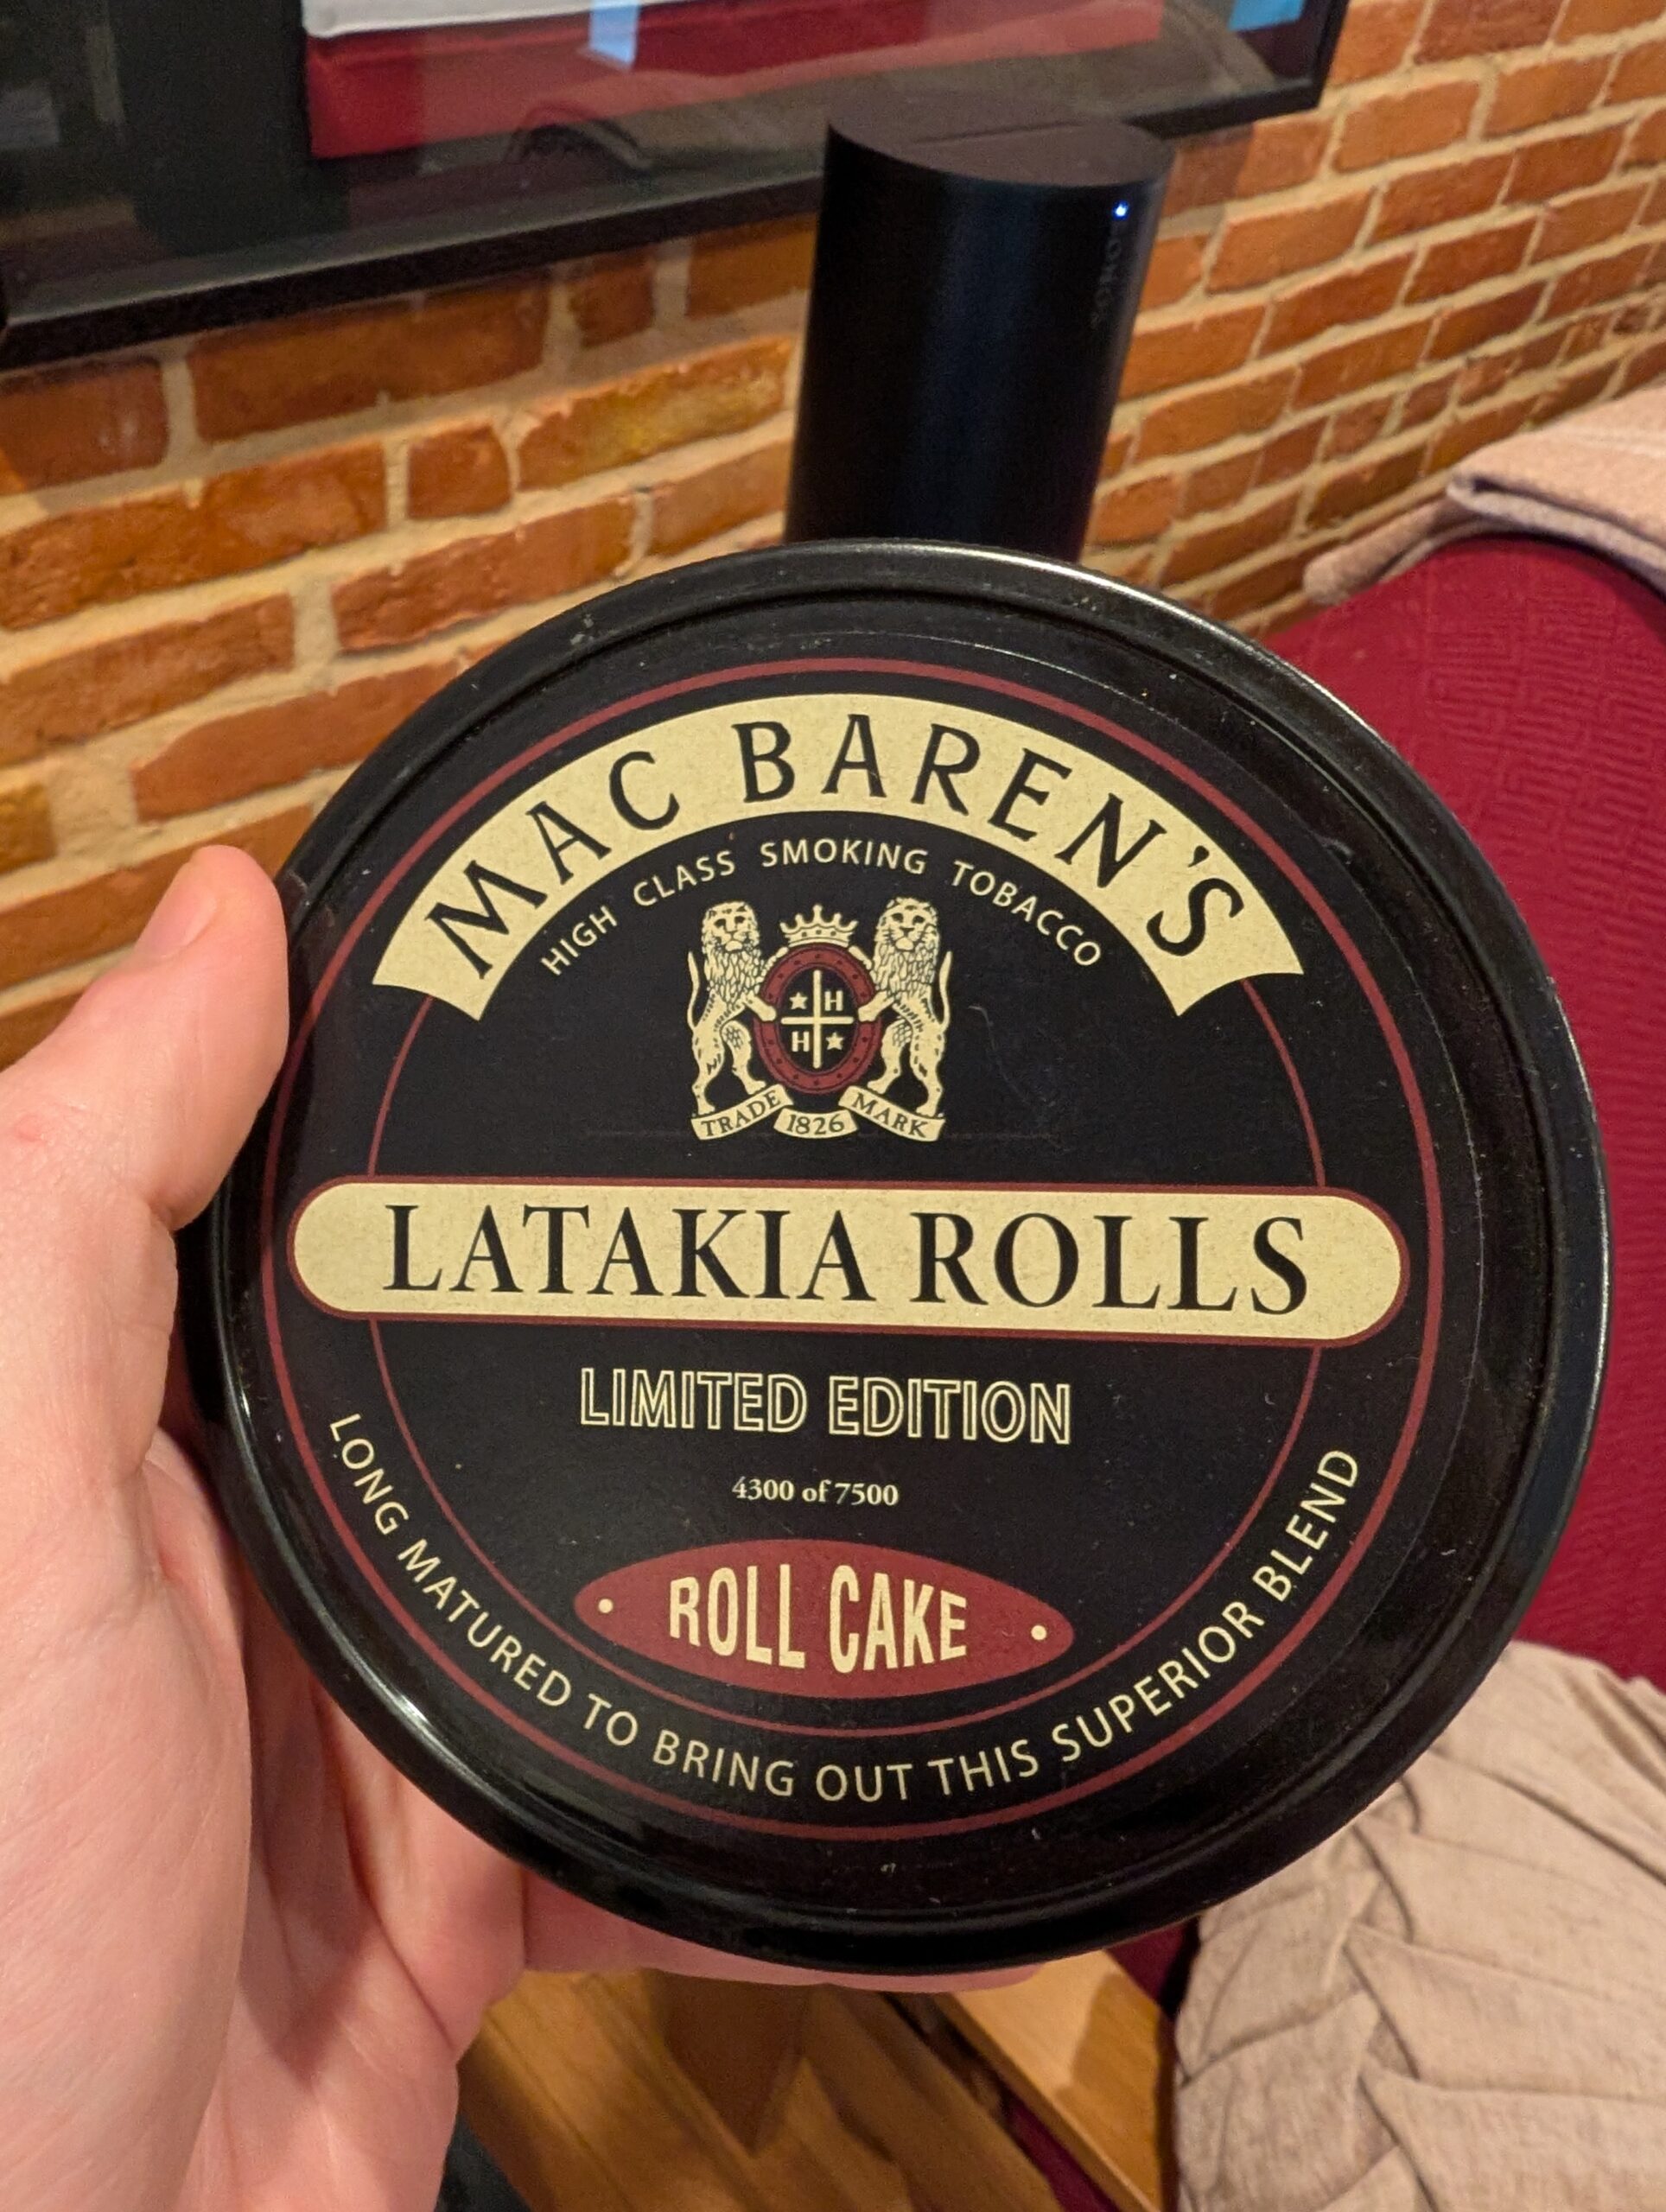 SONOS
MAC BAREN'S
HIGH CLASS SMOKING TOBACCO
H
H
TRADE 1826 MARK
LATAKIA ROLLS
LIMITED EDITION
4300 of 7500
ROLL CAKE
LONG MATURED TO BRING OUT THIS SUPERIOR BLEND